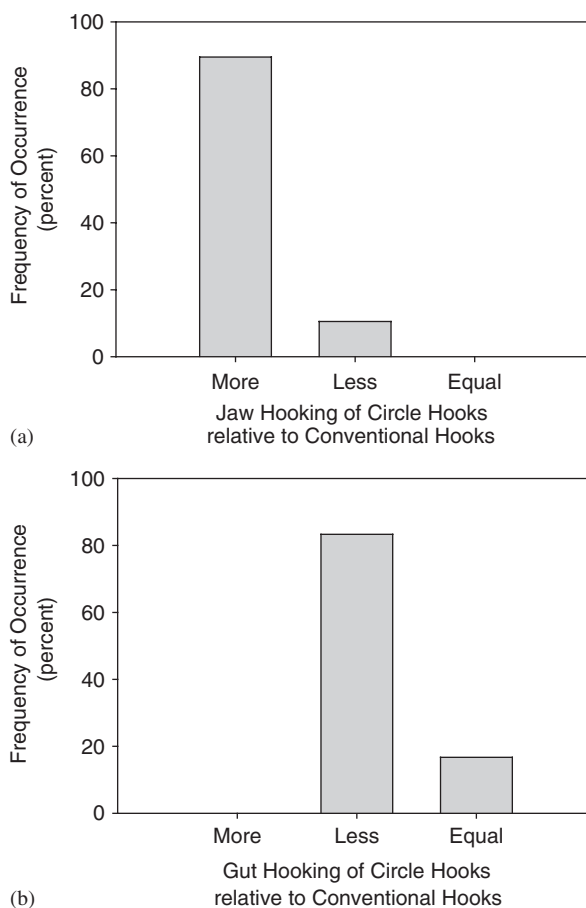 100
80
60
40
20
0
Frequency of Occurrence
(percent)
More Less Equal
Jaw Hooking of Circle Hooks
relative to Conventional Hooks
(a)
100
80
60
40
20
0
Frequency of Occurrence
(percent)
More Less Equal
Gut Hooking of Circle Hooks
relative to Conventional Hooks
(b)